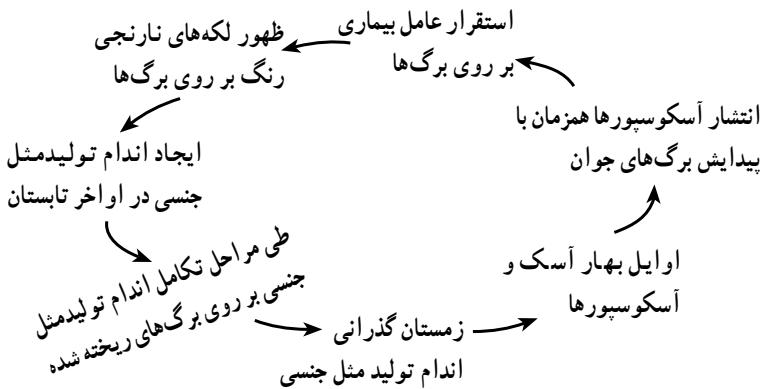 استقرار عامل بیماری
بر روی برگ‌ها
ظهور لکه‌های نارنجی
رنگ بر روی برگ‌ها
ایجاد اندام تولیدمثل
جنسی در اواخر تابستان
طی مراحل تکامل اندام تولیدمثل
جنسی بر روی برگ‌های ریخته شده
زمستان گذرانی
اندام تولید مثل جنسی
اوایل بهار آسک و
آسکوسپورها
انتشار آسکوسپورها همزمان با
پیدایش برگ‌های جوان